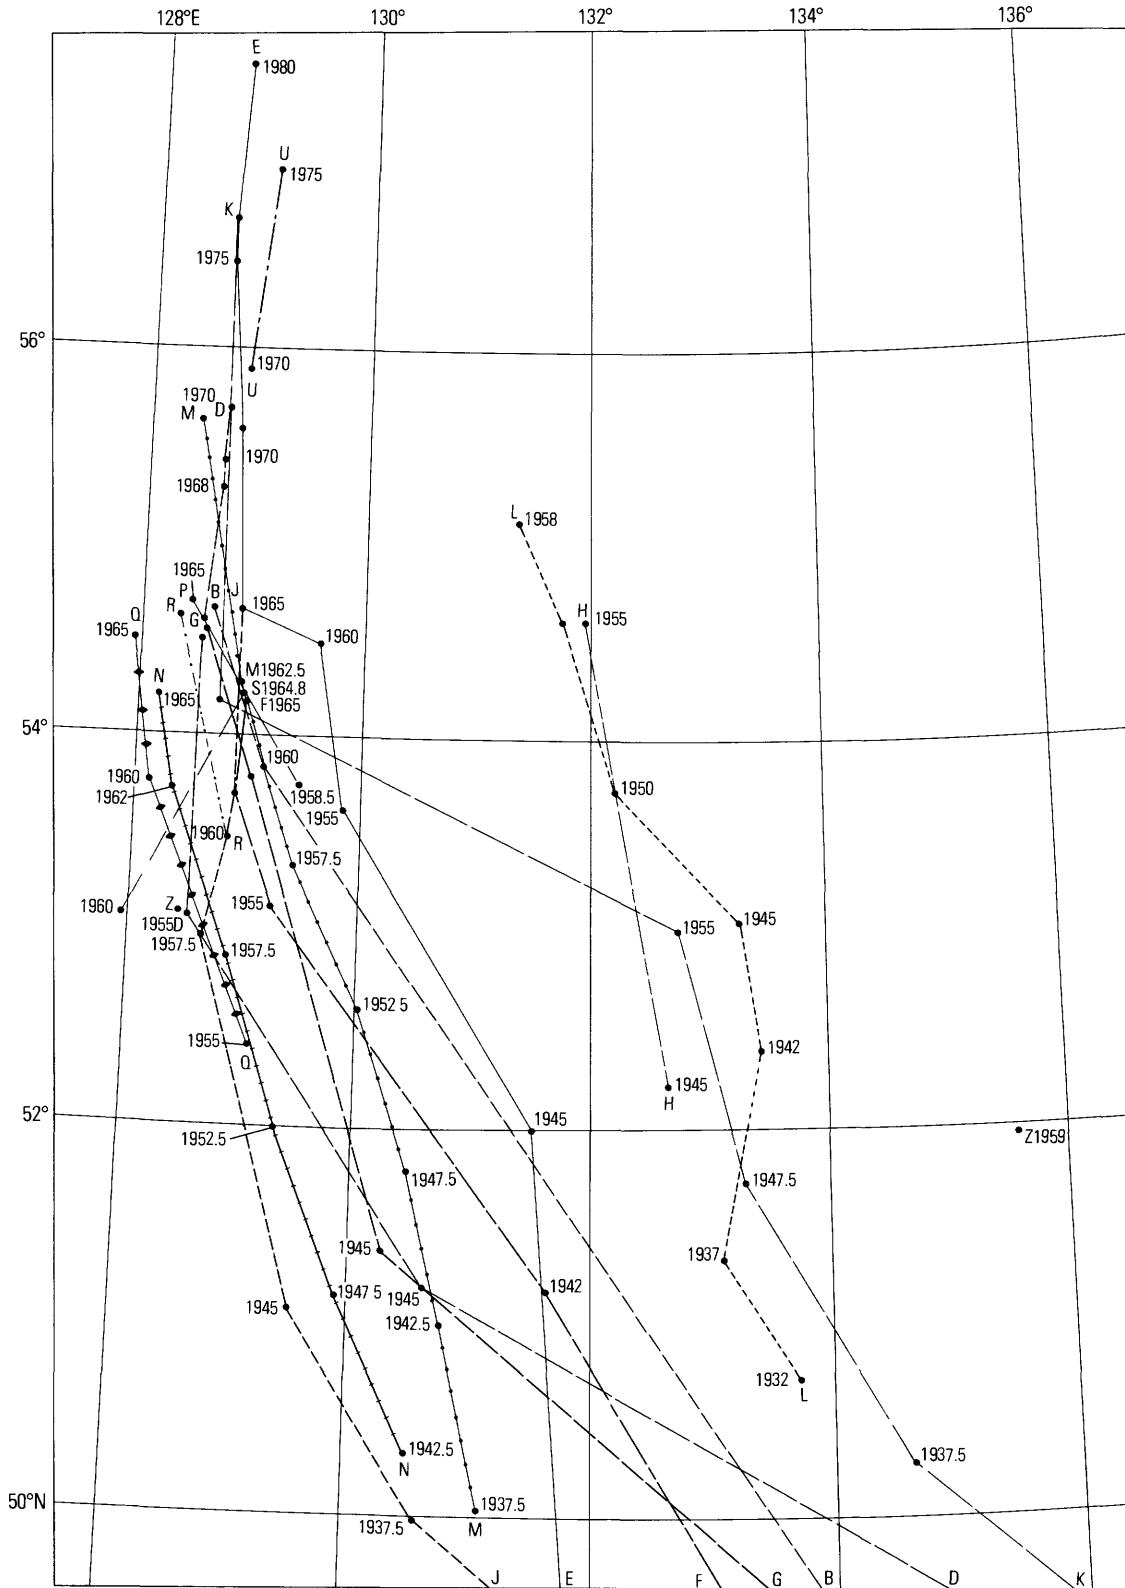 128°E 130° 132° 134° 136°
E
1980
U
1975
K
1975
56°
1970
U
1970
M D
1970
1968
L 1958
1965
P B J
1965
R
H
1955
Q G
1965
1960
N
M1962.5
S1964.8
1965
F1965
54°
1960
1960
1958.5
1962
1955
1950
1960
R
1957.5
1955
1960
Z
1945
1955D
1955
1957.5
1957.5
1952.5
1955
Q
1942
1945
H
52°
1945
1952.5
Z1959
1947.5
1947.5
1945
1937
1945
1942
1947.5
1945
1942.5
1932
L
1942.5
N
1937.5
50°N
1937.5
M
1937.5
J E F G B D K